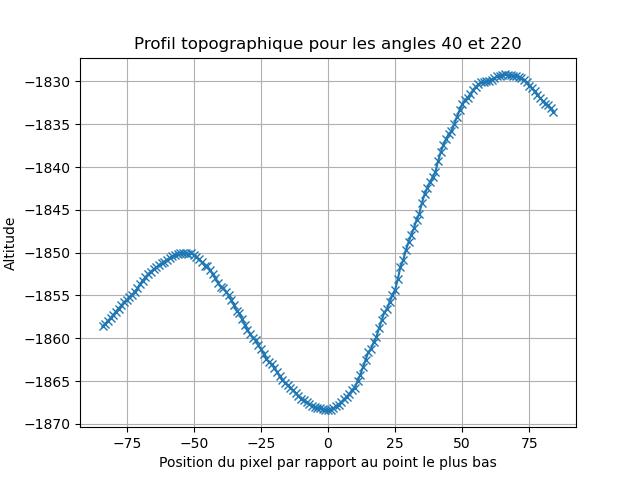 Profil topographique pour les angles 40 et 220
Altitude
−1830
−1835
−1840
−1845
−1850
−1855
−1860
−1865
−1870
−75 −50 −25 0 25 50 75
Position du pixel par rapport au point le plus bas